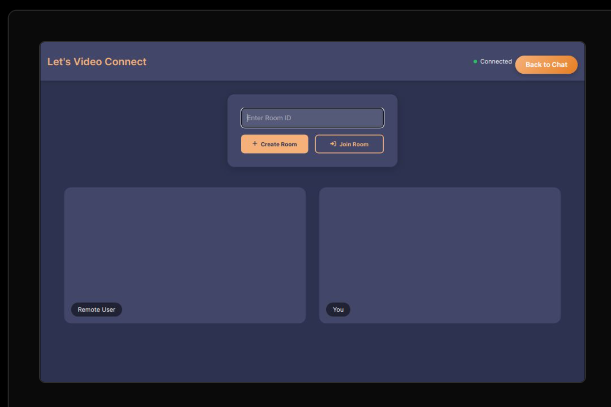 Let's Video Connect
Connected
Back to Chat
Enter Room ID
+ Create Room
Join Room
Remote User
You